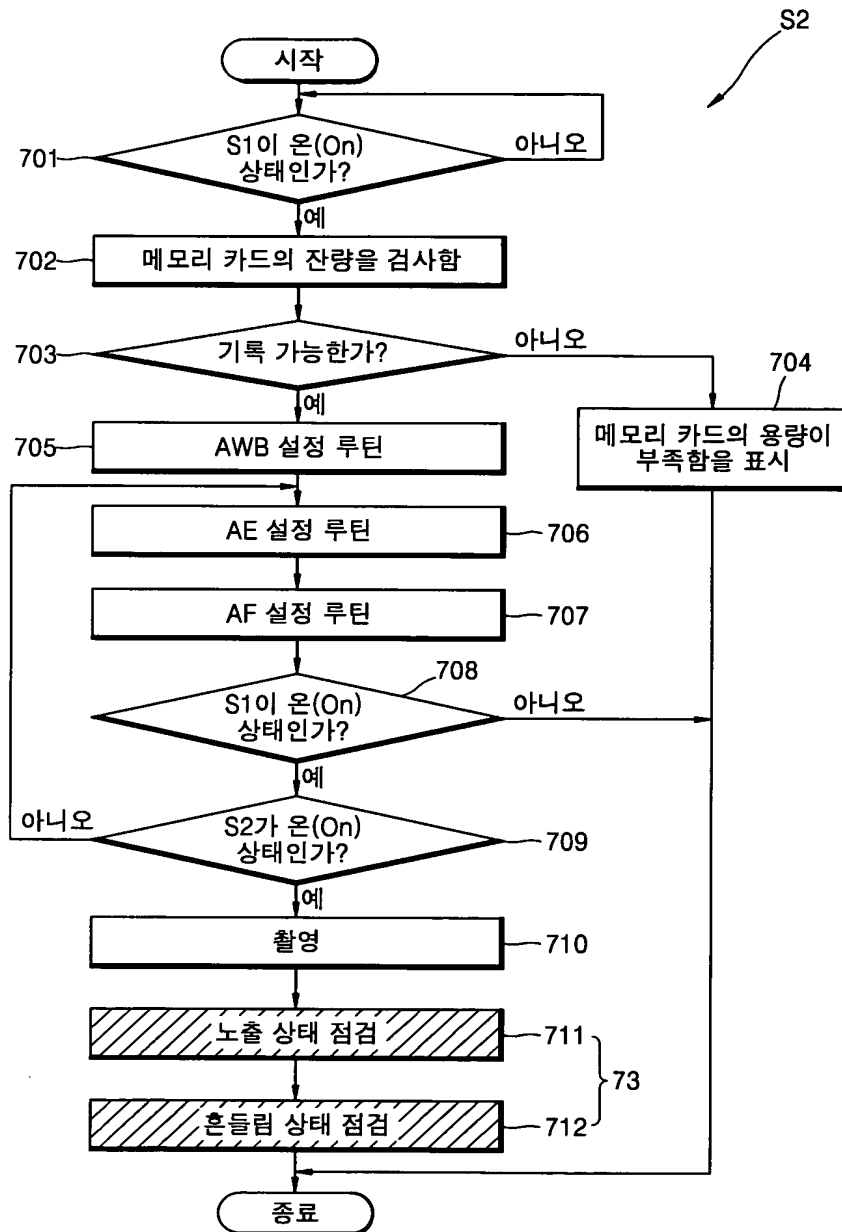 S2
시작
701
S1이 온(On)
상태인가?
아니오
예
702
메모리 카드의 잔량을 검사함
703
기록 가능한가?
아니오
예
704
메모리 카드의 용량이
부족함을 표시
705
AWB 설정 루틴
AE 설정 루틴
706
AF 설정 루틴
707
708
S1이 온(On)
상태인가?
아니오
예
아니오
S2가 온(On)
상태인가?
709
예
촬영
710
노출 상태 점검
711
73
흔들림 상태 점검
712
종료